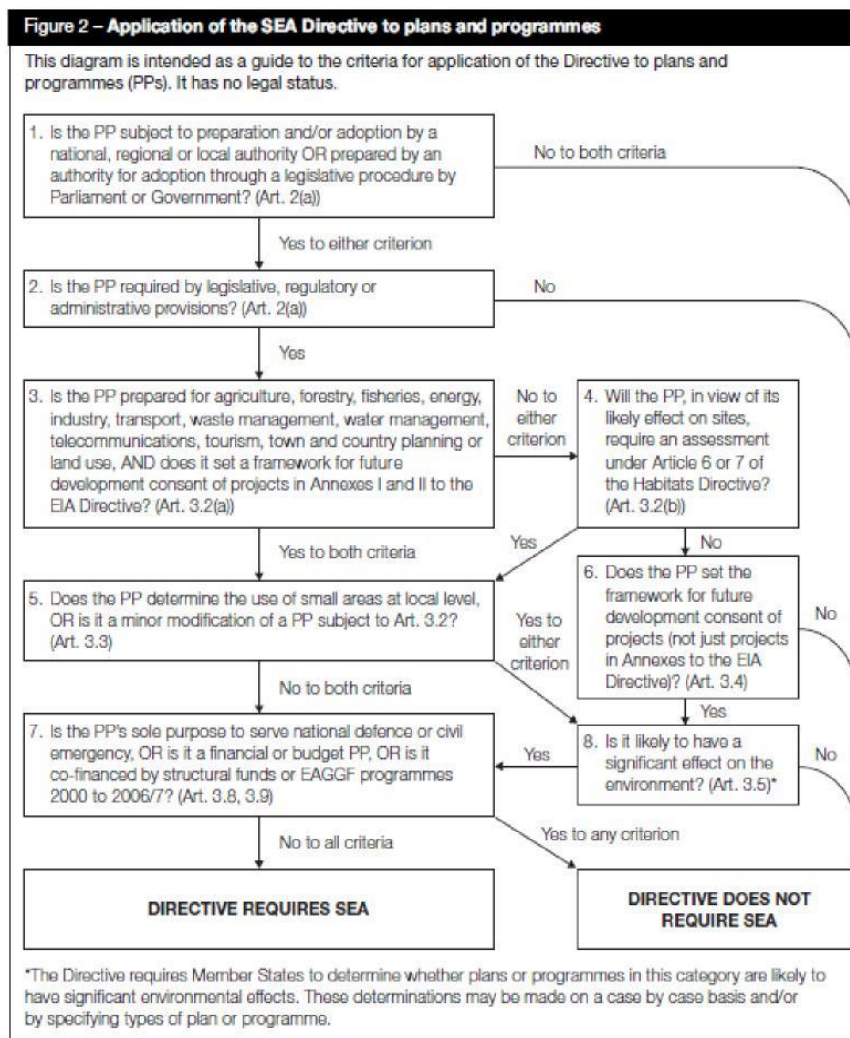 Figure 2 – Application of the SEA Directive to plans and programmes
This diagram is intended as a guide to the criteria for application of the Directive to plans and
programmes (PPs). It has no legal status.
1. Is the PP subject to preparation and/or adoption by a
national, regional or local authority OR prepared by an
authority for adoption through a legislative procedure by
Parliament or Government? (Art. 2(a))
No to both criteria
Yes to either criterion
2. Is the PP required by legislative, regulatory or
administrative provisions? (Art. 2(a))
No
Yes
3. Is the PP prepared for agriculture, forestry, fisheries, energy,
industry, transport, waste management, water management,
telecommunications, tourism, town and country planning or
land use, AND does it set a framework for future
development consent of projects in Annexes I and II to the
EIA Directive? (Art. 3.2(a))
No to
either
criterion
4. Will the PP, in view of its
likely effect on sites,
require an assessment
under Article 6 or 7 of
the Habitats Directive?
(Art. 3.2(b))
Yes to both criteria
Yes
No
5. Does the PP determine the use of small areas at local level,
OR is it a minor modification of a PP subject to Art. 3.2?
(Art. 3.3)
Yes to
either
criterion
6. Does the PP set the
framework for future
development consent of
projects (not just projects
in Annexes to the EIA
Directive)? (Art. 3.4)
No
No to both criteria
Yes
7. Is the PP's sole purpose to serve national defence or civil
emergency, OR is it a financial or budget PP, OR is it
co-financed by structural funds or EAGGF programmes
2000 to 2006/7? (Art. 3.8, 3.9)
Yes
8. Is it likely to have a
significant effect on the
environment? (Art. 3.5)*
No
No to all criteria
Yes to any criterion
DIRECTIVE REQUIRES SEA
DIRECTIVE DOES NOT
REQUIRE SEA
*The Directive requires Member States to determine whether plans or programmes in this category are likely to
have significant environmental effects. These determinations may be made on a case by case basis and/or
by specifying types of plan or programme.